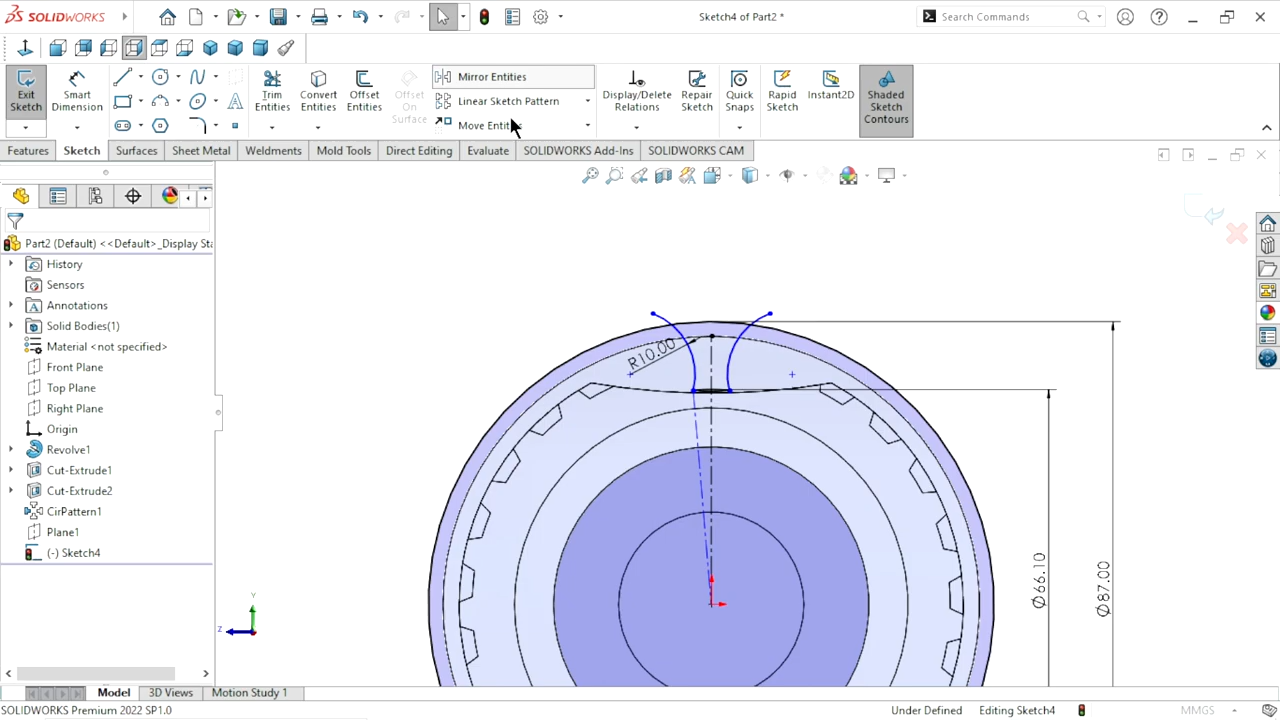 SOLIDWORKS
Sketch4 of Part2 *
Search Commands
Exit Sketch
Smart Dimension
Trim Entities
Convert Entities
Offset Entities
Offset On Surface
Mirror Entities
Linear Sketch Pattern
Move Entities
Display/Delete Relations
Repair Sketch
Quick Snaps
Rapid Sketch
Instant2D
Shaded Sketch Contours
Features
Sketch
Surfaces
Sheet Metal
Weldments
Mold Tools
Direct Editing
Evaluate
SOLIDWORKS Add-Ins
SOLIDWORKS CAM
Part2 (Default) <<Default>_Display Sta
History
Sensors
Annotations
Solid Bodies(1)
Material <not specified>
Front Plane
Top Plane
Right Plane
Origin
Revolve1
Cut-Extrude1
Cut-Extrude2
CirPattern1
Plane1
(-) Sketch4
R10.00
Ø66.10
Ø87.00
Y
Z
Model
3D Views
Motion Study 1
SOLIDWORKS Premium 2022 SP1.0
Under Defined
Editing Sketch4
MMGS